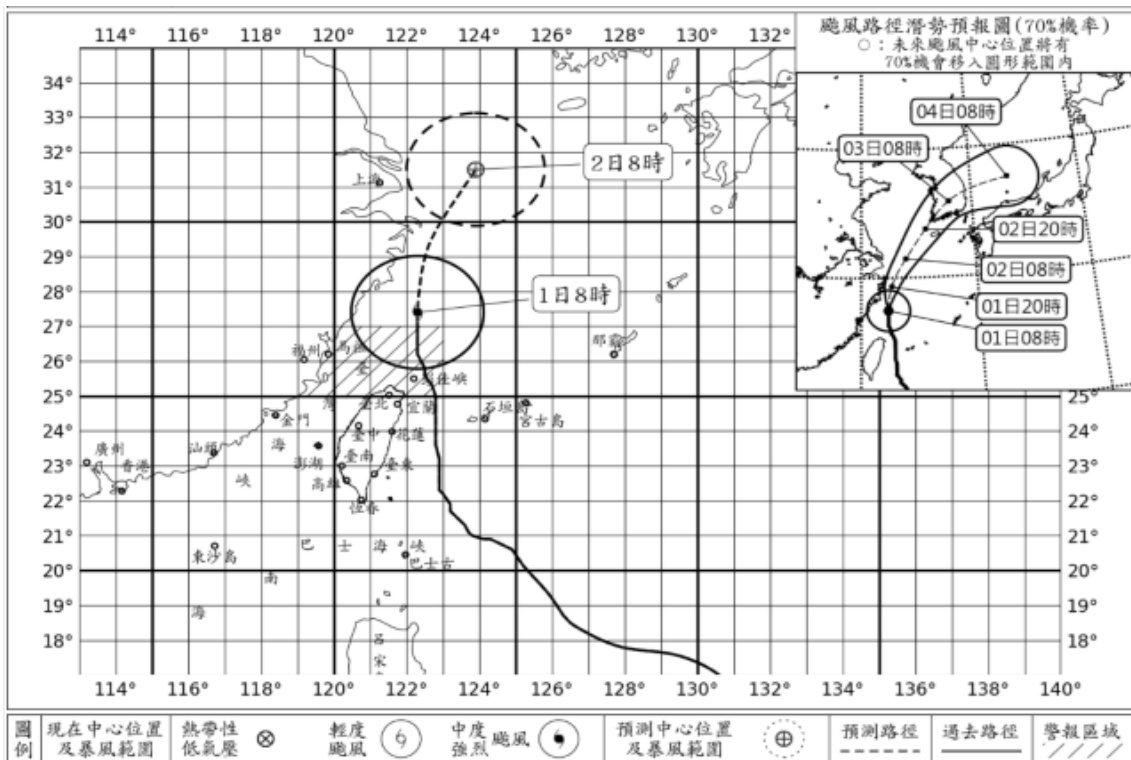 颱風路徑潛勢預報圖(70%機率)
○：未來颱風中心位置將有
70%機會移入圓形範圍內
114° 116° 118° 120° 122° 124° 126° 128° 130° 132°
34°
33°
32°
31°
30°
29°
28°
27°
26°
25°
24°
23°
22°
21°
20°
19°
18°
04日08時
03日08時
02日20時
02日08時
01日20時
01日08時
2日8時
1日8時
上海
福州
馬祖
臺
灣
海
峽
彭佳嶼
那霸
臺北
宜蘭
石垣島
宮古島
金門
臺中
花蓮
廣州
香港
汕頭
澎湖
臺南
臺東
高雄
恆春
東沙島
巴士海峽
巴士古
南
海
呂
宋
25°
24°
23°
22°
21°
20°
19°
18°
114° 116° 118° 120° 122° 124° 126° 128° 130° 132° 134° 136° 138° 140°
圖例
現在中心位置及暴風範圍
熱帶性低氣壓
輕度颱風
中度強烈颱風
預測中心位置及暴風範圍
預測路徑
過去路徑
警報區域